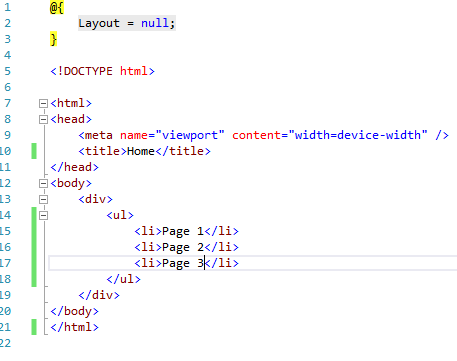 1 @{
2     Layout = null;
3 }
4
5 <!DOCTYPE html>
6
7 <html>
8 <head>
9     <meta name="viewport" content="width=device-width" />
10     <title>Home</title>
11 </head>
12 <body>
13     <div>
14         <ul>
15             <li>Page 1</li>
16             <li>Page 2</li>
17             <li>Page 3</li>
18         </ul>
19     </div>
20 </body>
21 </html>
22